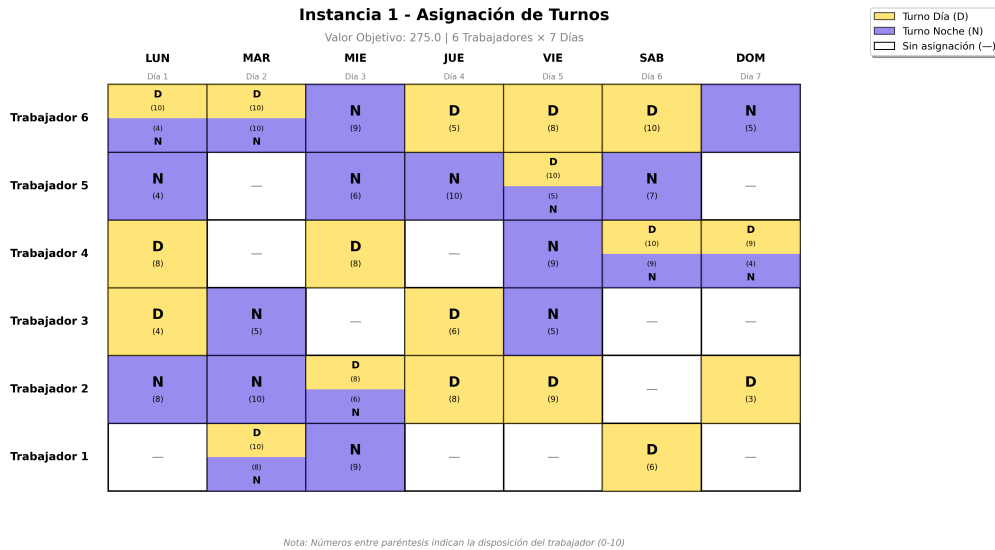 Instancia 1 - Asignación de Turnos
Valor Objetivo: 275.0 | 6 Trabajadores × 7 Días
Turno Día (D)
Turno Noche (N)
Sin asignación (—)
LUN MAR MIE JUE VIE SAB DOM
Día 1 Día 2 Día 3 Día 4 Día 5 Día 6 Día 7
D D
(10) (10)
Trabajador 6 N D D D N
(9) (5) (8) (10) (5)
(4) (10)
N N
D
(10)
Trabajador 5 N — N N N —
(4) (6) (10) (7)
(5)
N
D D
(10) (9)
Trabajador 4 D — D — N
(8) (8) (9)
(9) (4)
N N
Trabajador 3 D N — D N — —
(4) (5) (6) (5)
D
(8)
Trabajador 2 N N D D — D
(8) (10) (8) (9) (3)
(6)
N
D
(10)
Trabajador 1 — N — — D —
(9) (6)
(8)
N
Nota: Números entre paréntesis indican la disposición del trabajador (0-10)